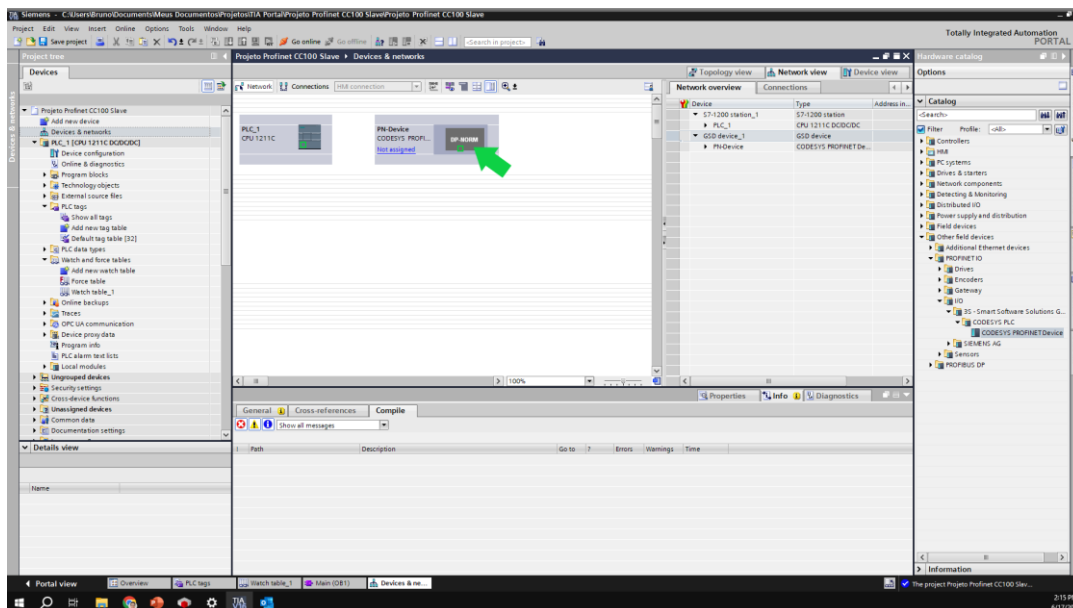 Siemens - C:\Users\Bruno\Documents\Meus Documentos\Projetos\TIA Portal\Projeto Profinet CC100 Slave\Projeto Profinet CC100 Slave
Project Edit View Insert Online Options Tools Window Help
Save project
Go online
Go offline
<Search in project>
Totally Integrated Automation
PORTAL
Project tree
Devices
Devices & networks
Projeto Profinet CC100 Slave
Add new device
Devices & networks
PLC_1 [CPU 1211C DC/DC/DC]
Device configuration
Online & diagnostics
Program blocks
Technology objects
External source files
PLC tags
Show all tags
Add new tag table
Default tag table [32]
PLC data types
Watch and force tables
Add new watch table
Force table
Watch table_1
Online backups
Traces
OPC UA communication
Device proxy data
Program info
PLC alarm text lists
Local modules
Ungrouped devices
Security settings
Cross-device functions
Unassigned devices
Common data
Documentation settings
Details view
Name
Projeto Profinet CC100 Slave Devices & networks
Topology view
Network view
Device view
Network
Connections
HMI connection
PLC_1
CPU 1211C
PN-Device
CODESYS PROFI...
Not assigned
DP-NORM
100%
Network overview
Connections
Device Type Address in...
S7-1200 station_1 S7-1200 station
PLC_1 CPU 1211C DC/DC/DC
GSD device_1 GSD device
PN-Device CODESYS PROFINET De...
Properties
Info
Diagnostics
General
Cross-references
Compile
Show all messages
! Path Description Go to ? Errors Warnings Time
Hardware catalog
Options
Catalog
<Search>
Filter Profile: <All>
Controllers
HMI
PC systems
Drives & starters
Network components
Detecting & Monitoring
Distributed I/O
Power supply and distribution
Field devices
Other field devices
Additional Ethernet devices
PROFINET IO
Drives
Encoders
Gateway
I/O
3S - Smart Software Solutions G...
CODESYS PLC
CODESYS PROFINET Device
SIEMENS AG
Sensors
PROFIBUS DP
Information
Portal view
Overview
PLC tags
Watch table_1
Main (OB1)
Devices & ne...
The project Projeto Profinet CC100 Slav...
2:15 P